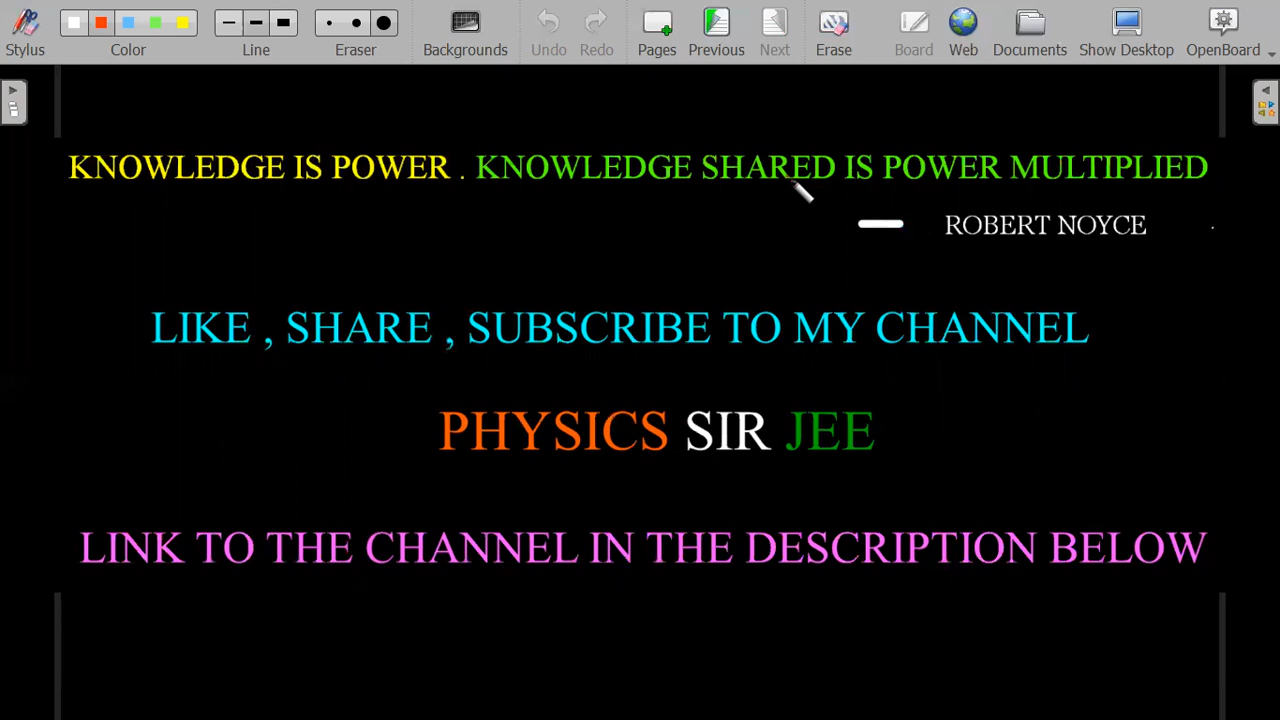 Stylus Color Line Eraser Backgrounds Undo Redo Pages Previous Next Erase Board Web Documents Show Desktop OpenBoard
KNOWLEDGE IS POWER . KNOWLEDGE SHARED IS POWER MULTIPLIED
— ROBERT NOYCE .
LIKE , SHARE , SUBSCRIBE TO MY CHANNEL
PHYSICS SIR JEE
LINK TO THE CHANNEL IN THE DESCRIPTION BELOW